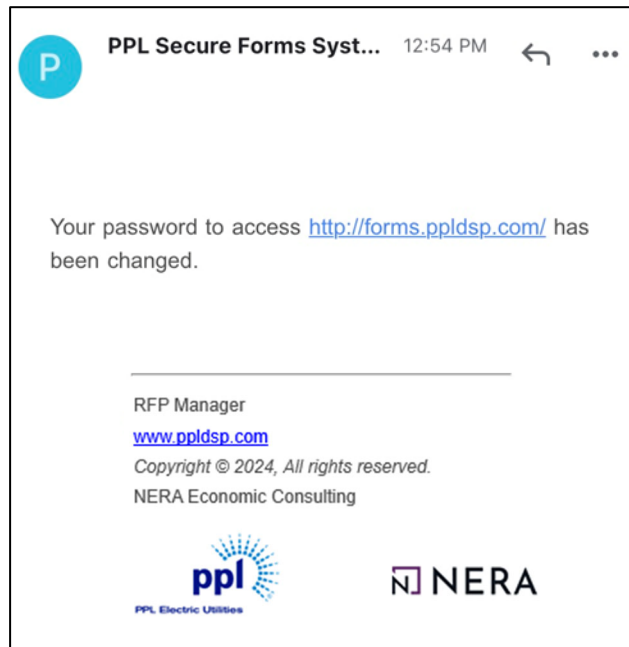 P
PPL Secure Forms Syst... 12:54 PM
Your password to access http://forms.ppldsp.com/ has
been changed.
RFP Manager
www.ppldsp.com
Copyright © 2024, All rights reserved.
NERA Economic Consulting
ppl
PPL Electric Utilities
N NERA